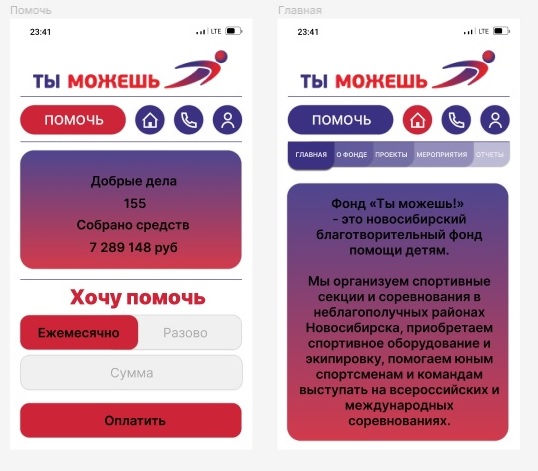 Помочь
23:41
LTE
ТЫ МОЖЕШЬ
ПОМОЧЬ
Добрые дела
155
Собрано средств
7 289 148 руб
Хочу помочь
Ежемесячно
Разово
Сумма
Оплатить
Главная
23:41
LTE
ТЫ МОЖЕШЬ
ПОМОЧЬ
ГЛАВНАЯ
О ФОНДЕ
ПРОЕКТЫ
МЕРОПРИЯТИЯ
ОТЧЕТЫ
Фонд «Ты можешь!»
- это новосибирский
благотворительный фонд
помощи детям.
Мы организуем спортивные
секции и соревнования в
неблагополучных районах
Новосибирска, приобретаем
спортивное оборудование и
экипировку, помогаем юным
спортсменам и командам
выступать на всероссийских и
международных
соревнованиях.